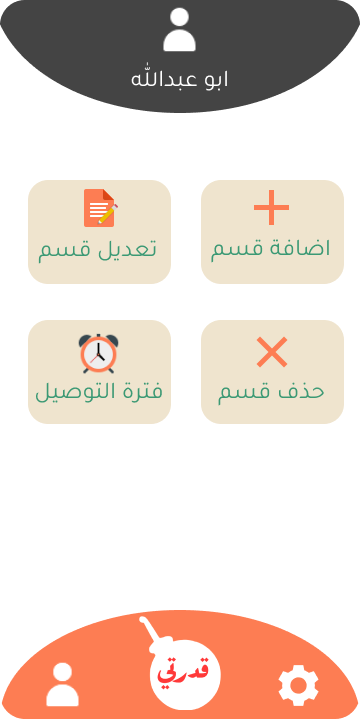 ابو عبدالله
اضافة قسم
تعديل قسم
حذف قسم
فترة التوصيل
قدرتي